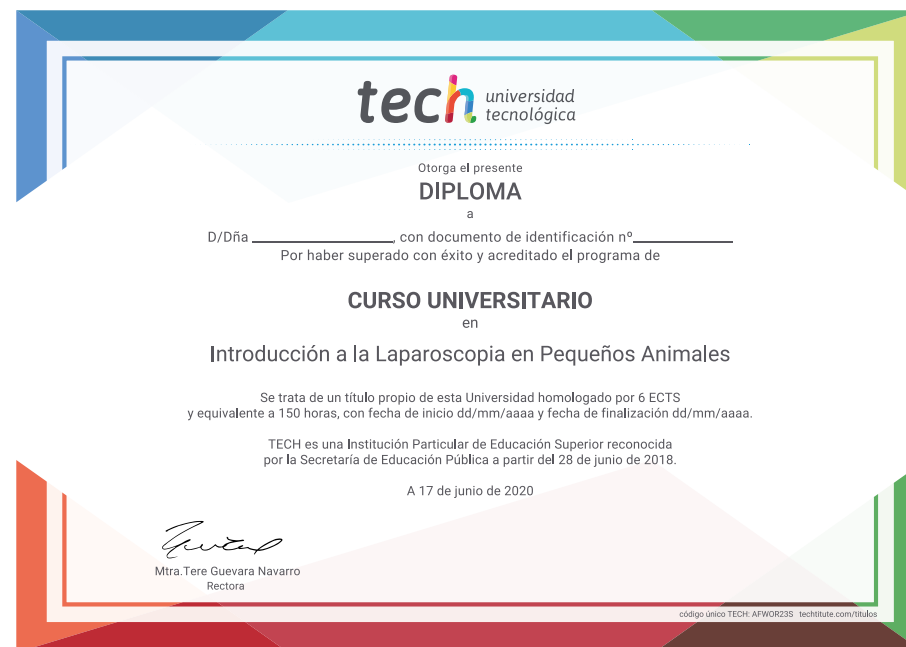 tech universidad
tecnológica
Otorga el presente
DIPLOMA
a
D/Dña ____________________, con documento de identificación nº______________
Por haber superado con éxito y acreditado el programa de
CURSO UNIVERSITARIO
en
Introducción a la Laparoscopia en Pequeños Animales
Se trata de un título propio de esta Universidad homologado por 6 ECTS
y equivalente a 150 horas, con fecha de inicio dd/mm/aaaa y fecha de finalización dd/mm/aaaa.
TECH es una Institución Particular de Educación Superior reconocida
por la Secretaría de Educación Pública a partir del 28 de junio de 2018.
A 17 de junio de 2020
Mtra.Tere Guevara Navarro
Rectora
código único TECH: AFWOR23S techtitute.com/titulos